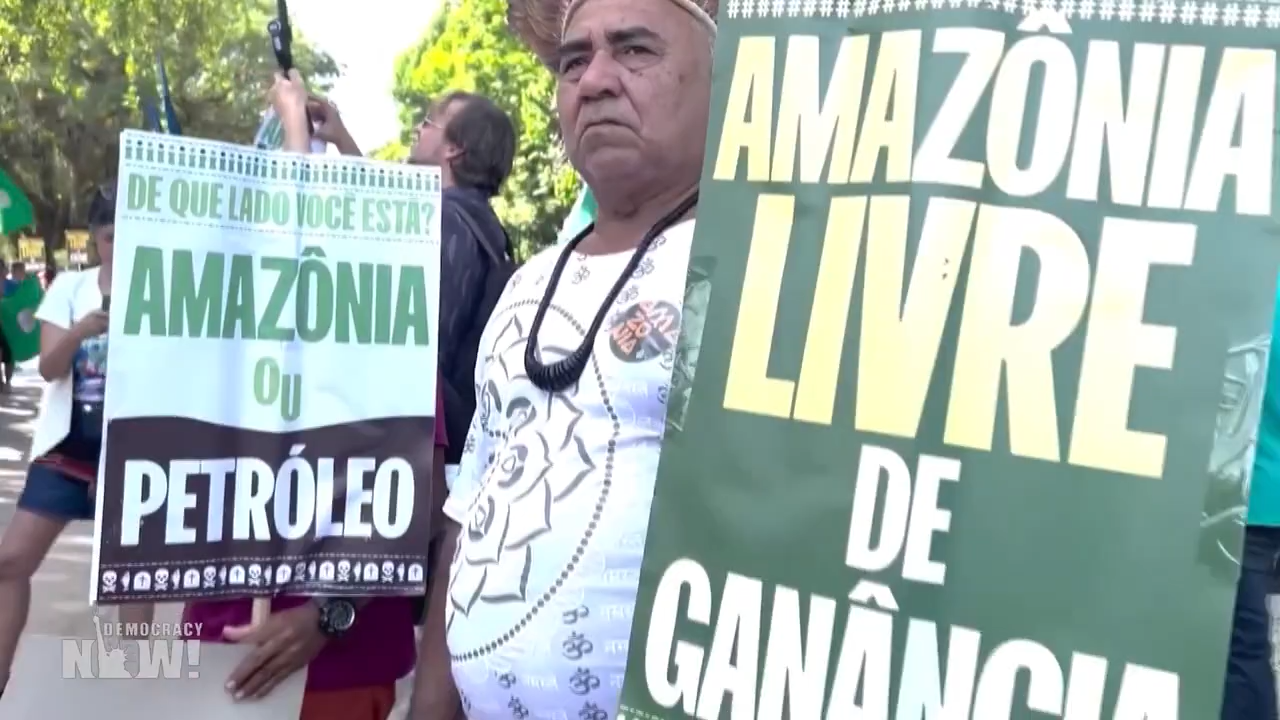 DE QUE LADO VOCÊ ESTÁ?
AMAZÔNIA
OU
PETRÓLEO
AMAZÔNIA
LIVRE
DE
GANÂNCIA
DEMOCRACY
NOW!